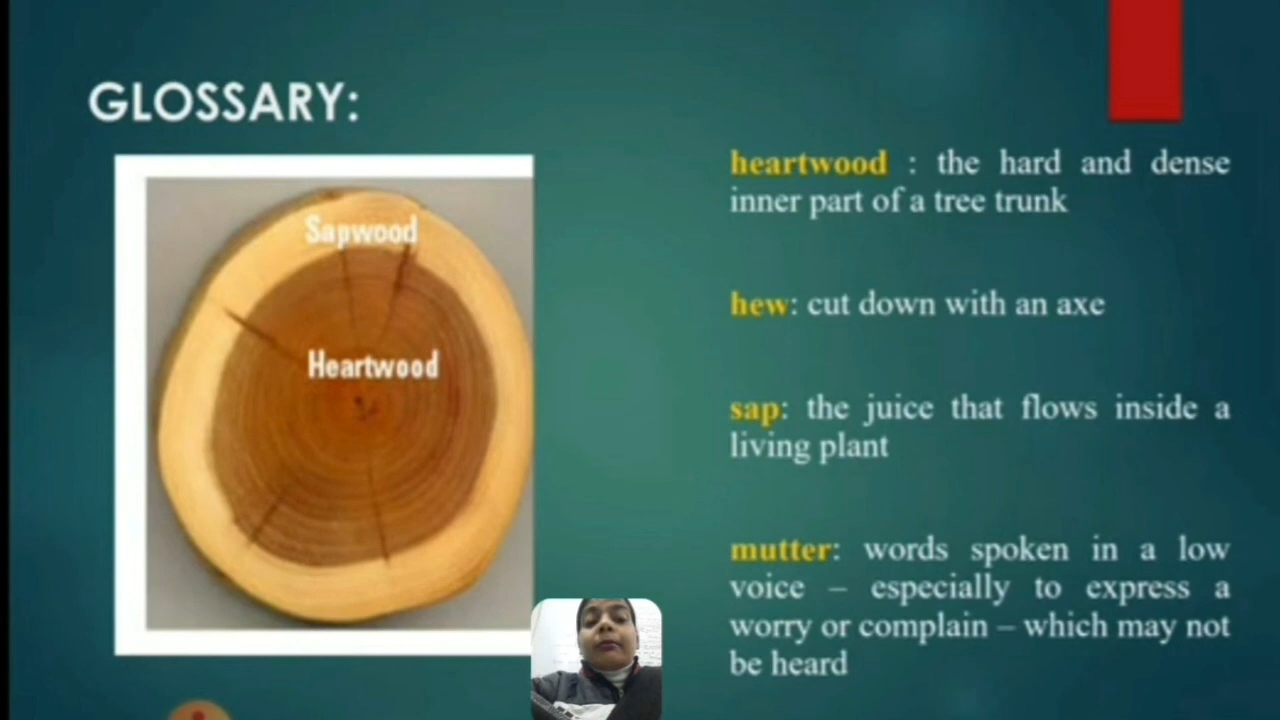 GLOSSARY:
Sapwood
Heartwood
heartwood : the hard and dense
inner part of a tree trunk
hew: cut down with an axe
sap: the juice that flows inside a
living plant
mutter: words spoken in a low
voice – especially to express a
worry or complain – which may not
be heard